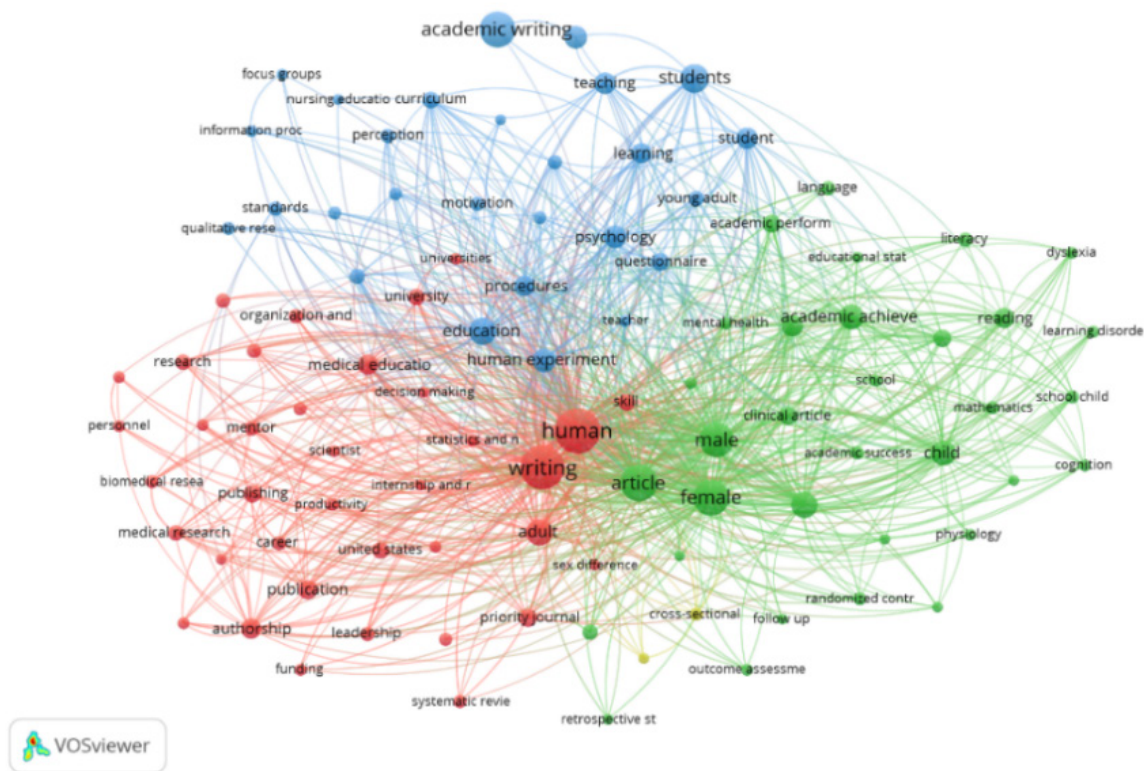 academic writing
students
teaching
focus groups
nursing educatio
curriculum
information proc
perception
student
learning
language
young adult
motivation
standards
academic perform
qualitative rese
psychology
literacy
dyslexia
universities
questionnaire
educational stat
procedures
university
organization and
academic achieve
reading
teacher
mental health
education
learning disorde
research
medical educatio
human experiment
school
decision making
skill
school child
mathematics
clinical article
personnel
mentor
human
male
statistics and n
scientist
academic success
child
cognition
writing
biomedical resea
internship and r
article
publishing
productivity
female
medical research
adult
physiology
career
united states
sex difference
publication
randomized contr
priority journal
cross-sectional
follow up
authorship
leadership
funding
outcome assessme
systematic revie
retrospective st
VOSviewer